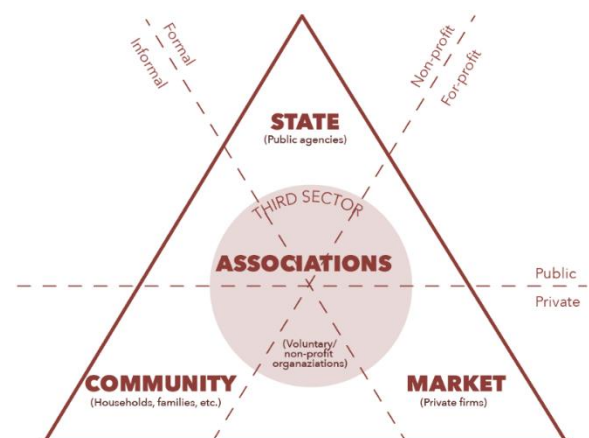 Formal
Informal
Non-profit
For-profit
STATE
(Public agencies)
THIRD SECTOR
ASSOCIATIONS
Public
Private
(Voluntary/
non-profit
organaziations)
COMMUNITY
(Households, families, etc.)
MARKET
(Private firms)